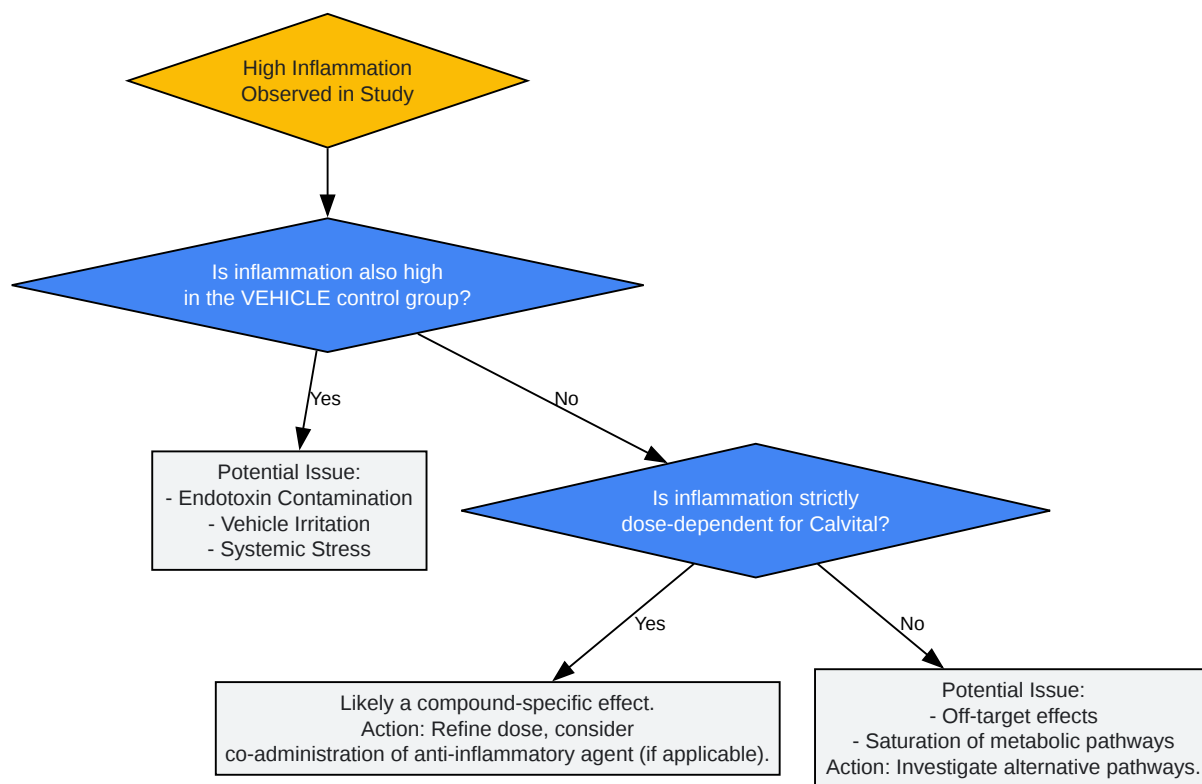 High Inflammation
Observed in Study
Is inflammation also high
in the VEHICLE control group?
Yes
No
Potential Issue:
- Endotoxin Contamination
- Vehicle Irritation
- Systemic Stress
Is inflammation strictly
dose-dependent for Calvital?
Yes
No
Likely a compound-specific effect.
Action: Refine dose, consider
co-administration of anti-inflammatory agent (if applicable).
Potential Issue:
- Off-target effects
- Saturation of metabolic pathways
Action: Investigate alternative pathways.